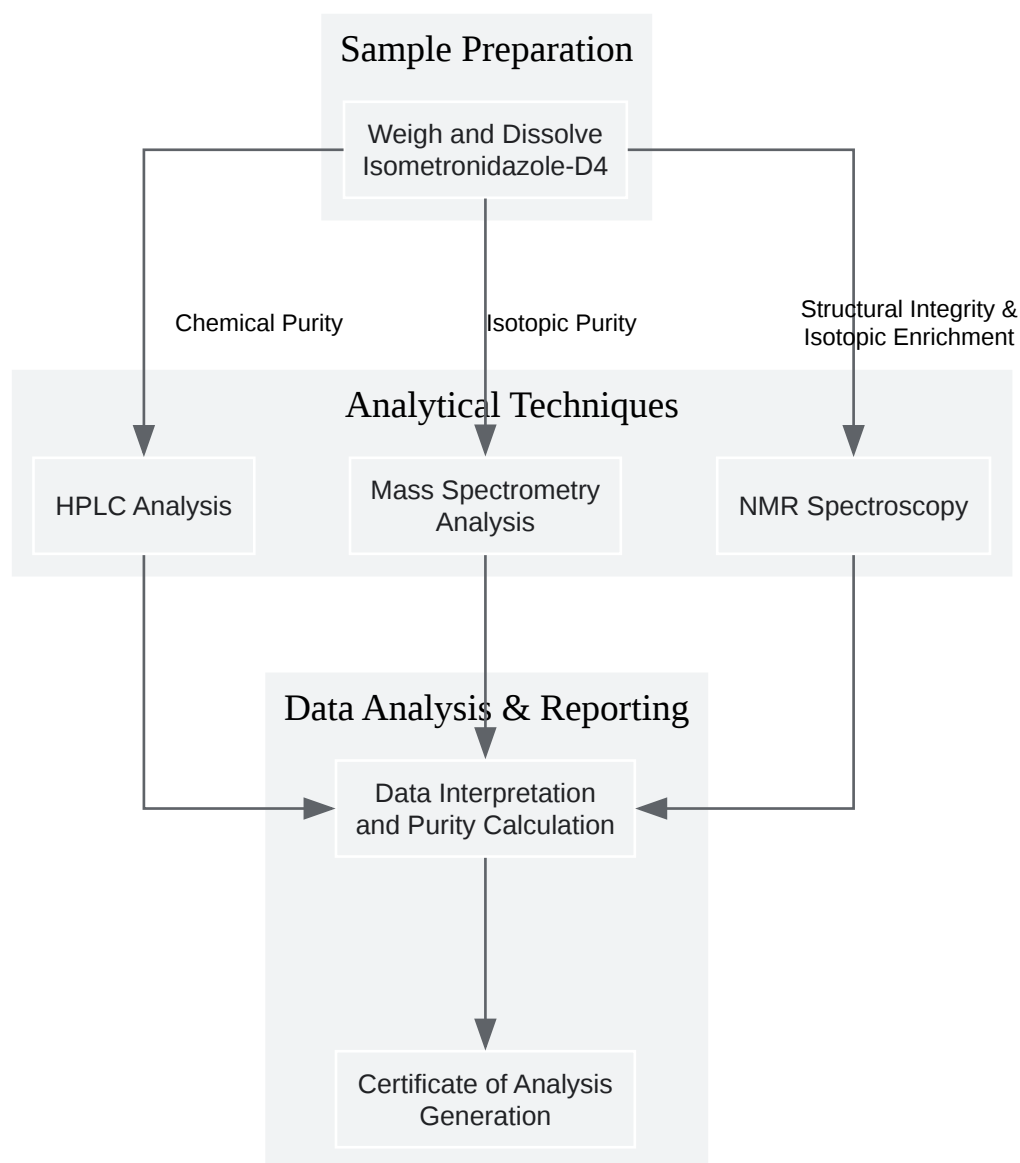 Sample Preparation
Weigh and Dissolve
Isometronidazole-D4
Chemical Purity
Isotopic Purity
Structural Integrity &
Isotopic Enrichment
Analytical Techniques
HPLC Analysis
Mass Spectrometry
Analysis
NMR Spectroscopy
Data Analysis & Reporting
Data Interpretation
and Purity Calculation
Certificate of Analysis
Generation